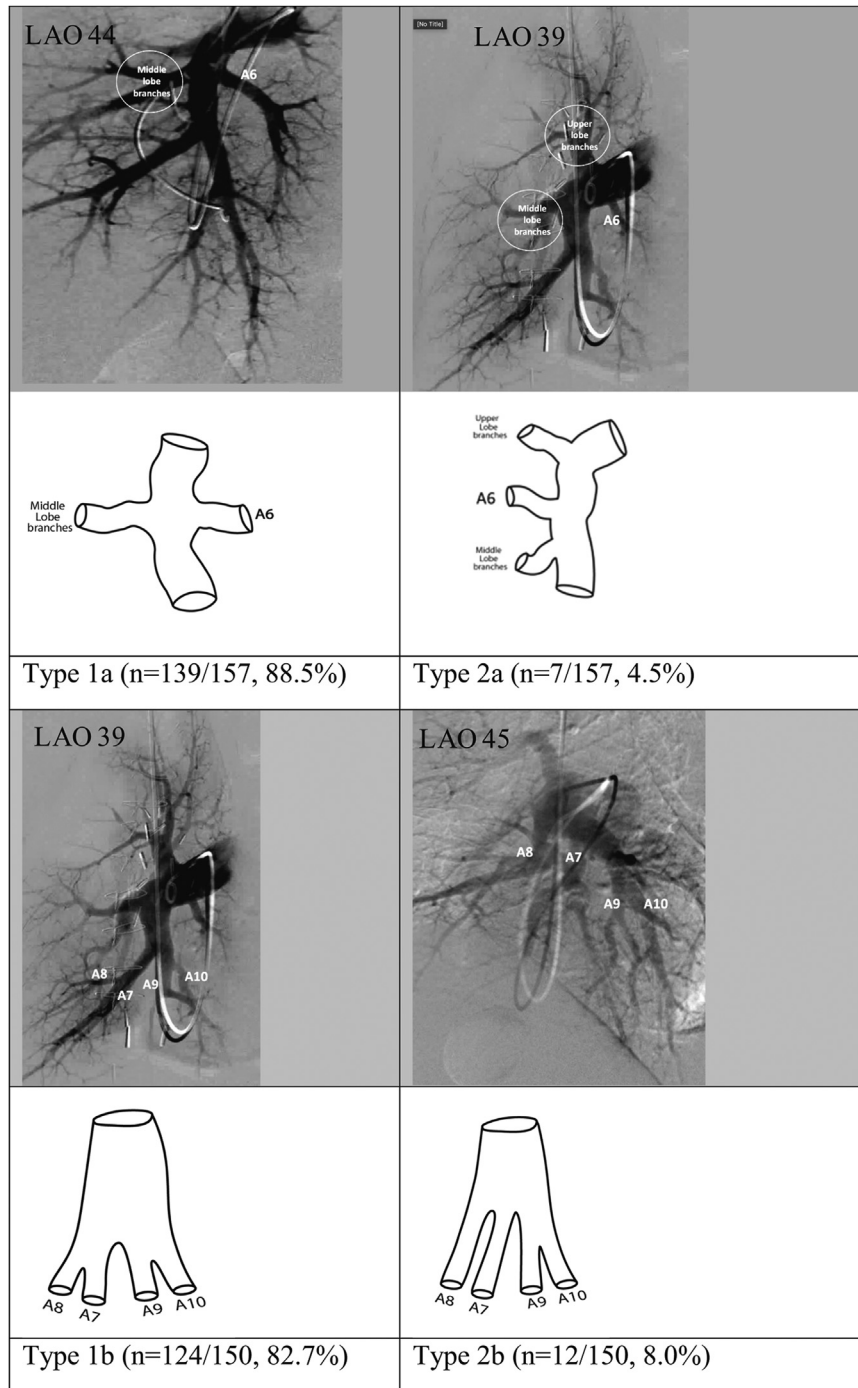 LAO 44
Middle
lobe
branches
A6
[No Title]
LAO 39
Upper
lobe
branches
Middle
lobe
branches
A6
Middle
Lobe
branches
A6
Upper
Lobe
branches
A6
Middle
Lobe
branches
Type 1a (n=139/157, 88.5%)
Type 2a (n=7/157, 4.5%)
LAO 39
A8
A7
A9
A10
LAO 45
A8
A7
A9
A10
A8
A7
A9
A10
A8
A7
A9
A10
Type 1b (n=124/150, 82.7%)
Type 2b (n=12/150, 8.0%)